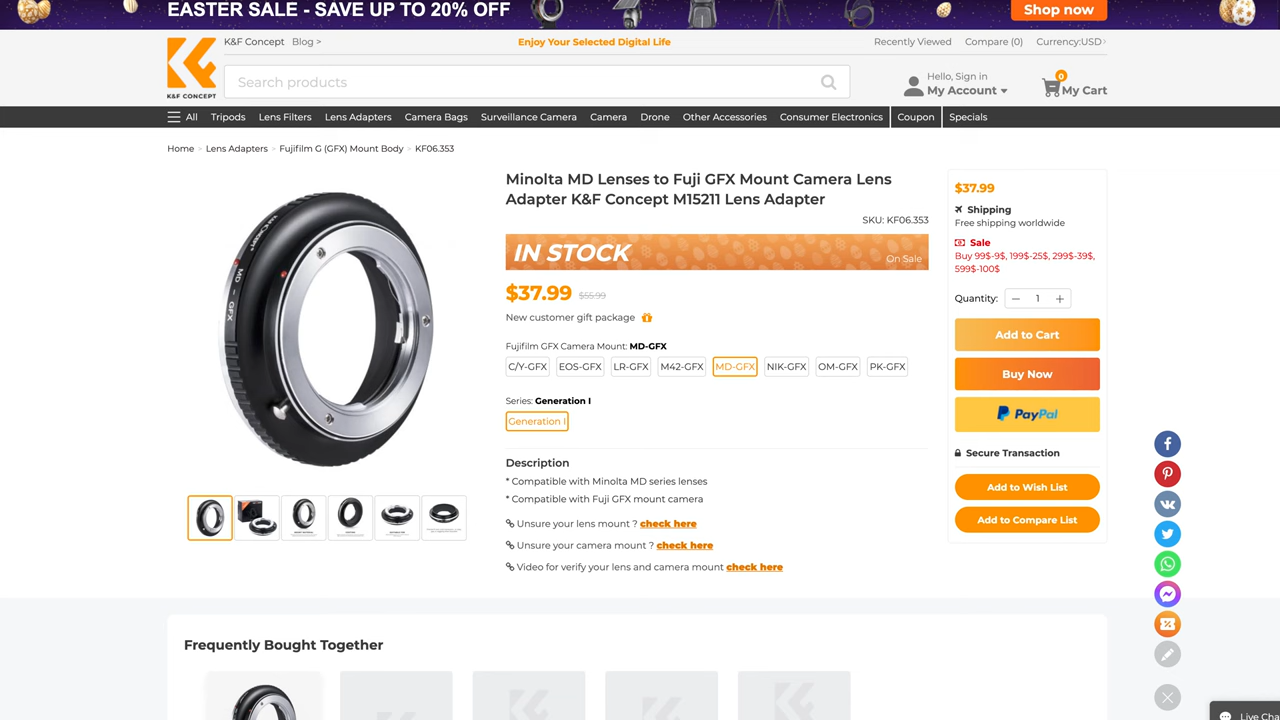 EASTER SALE - SAVE UP TO 20% OFF
Shop now
K&F Concept Blog >
Enjoy Your Selected Digital Life
Recently Viewed Compare (0) Currency:USD
K&F CONCEPT
Search products
Hello, Sign in
My Account
0
My Cart
All Tripods Lens Filters Lens Adapters Camera Bags Surveillance Camera Camera Drone Other Accessories Consumer Electronics Coupon Specials
Home > Lens Adapters > Fujifilm G (GFX) Mount Body > KF06.353
MD - GFX
Minolta MD Lenses to Fuji GFX Mount Camera Lens
Adapter K&F Concept M15211 Lens Adapter
SKU: KF06.353
IN STOCK
On Sale
$37.99 $55.99
New customer gift package
Fujifilm GFX Camera Mount: MD-GFX
C/Y-GFX EOS-GFX LR-GFX M42-GFX MD-GFX NIK-GFX OM-GFX PK-GFX
Series: Generation I
Generation I
Description
* Compatible with Minolta MD series lenses
* Compatible with Fuji GFX mount camera
Unsure your lens mount ? check here
Unsure your camera mount ? check here
Video for verify your lens and camera mount check here
$37.99
Shipping
Free shipping worldwide
Sale
Buy 99$-9$, 199$-25$, 299$-39$,
599$-100$
Quantity: − 1 +
Add to Cart
Buy Now
PayPal
Secure Transaction
Add to Wish List
Add to Compare List
Frequently Bought Together
Live Cha